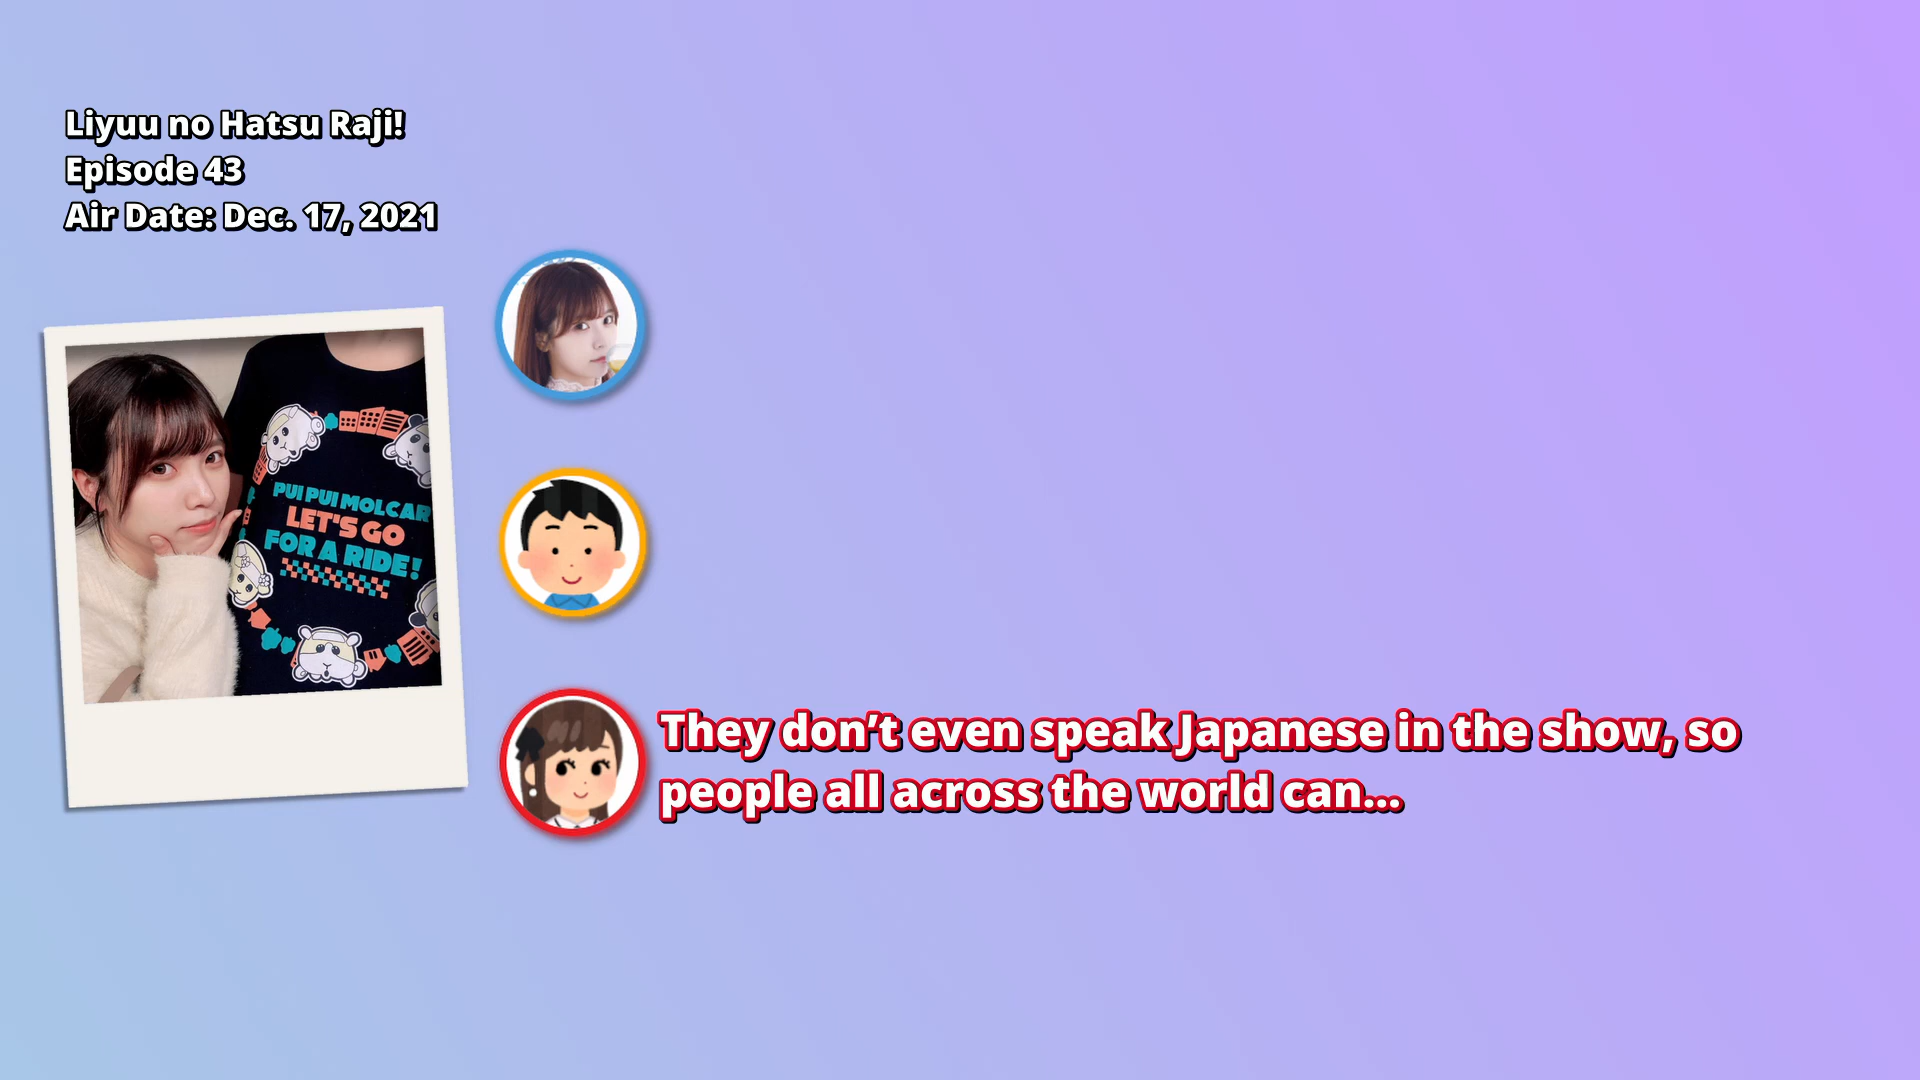 Liyuu no Hatsu Raji!
Episode 43
Air Date: Dec. 17, 2021
PUI PUI MOLCAR
LET'S GO
FOR A RIDE!
They don’t even speak Japanese in the show, so
people all across the world can...